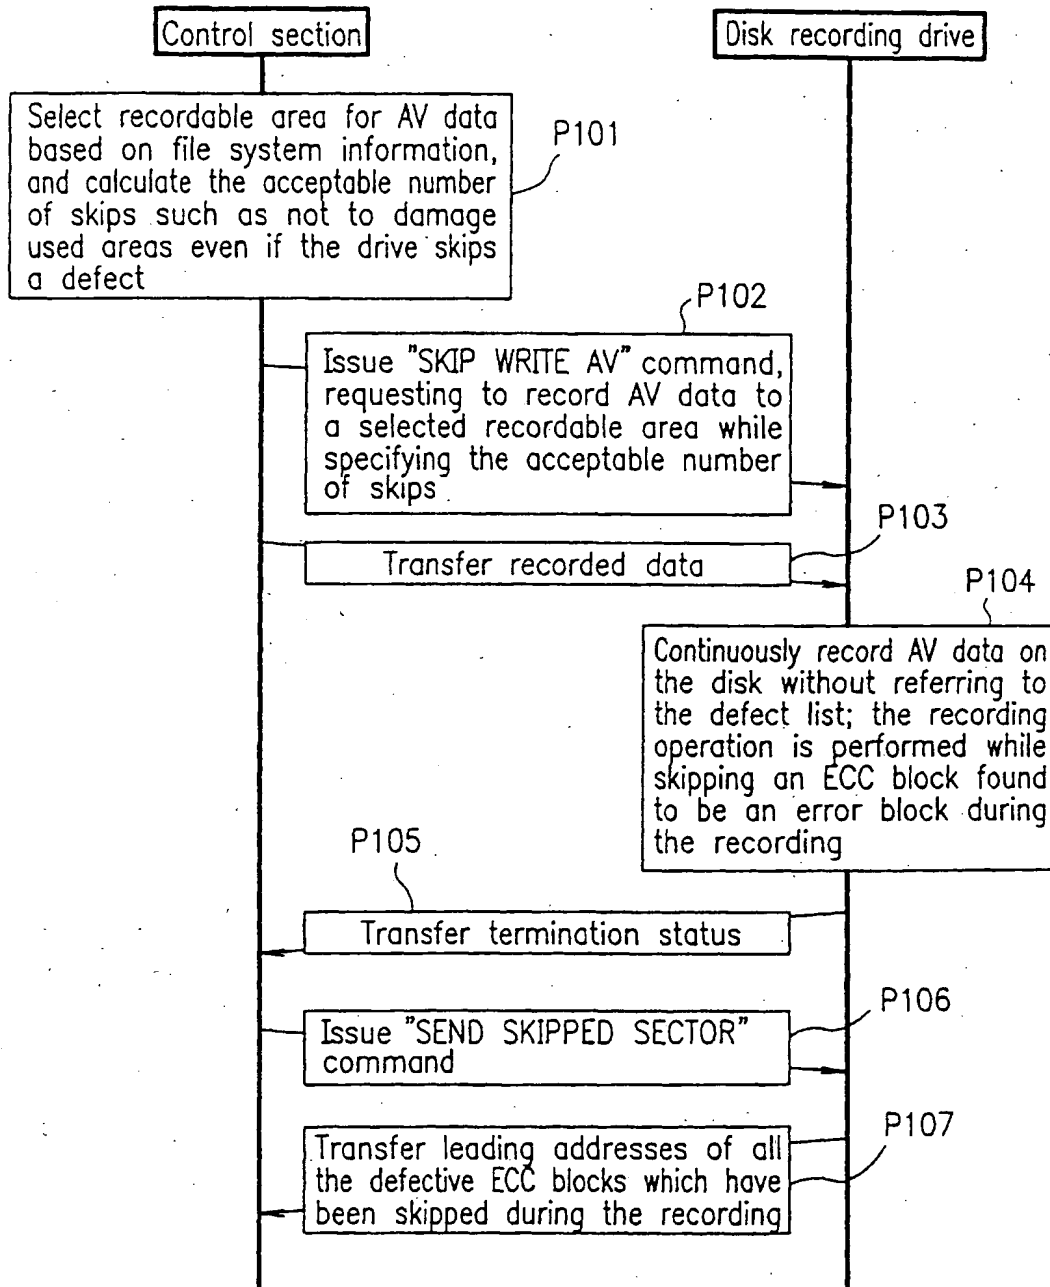 Control section
Disk recording drive
Select recordable area for AV data
based on file system information,
and calculate the acceptable number
of skips such as not to damage
used areas even if the drive skips
a defect
P101
P102
Issue "SKIP WRITE AV" command,
requesting to record AV data to
a selected recordable area while
specifying the acceptable number
of skips
P103
Transfer recorded data
P104
Continuously record AV data on
the disk without referring to
the defect list; the recording
operation is performed while
skipping an ECC block found
to be an error block during
the recording
P105
Transfer termination status
P106
Issue "SEND SKIPPED SECTOR"
command
P107
Transfer leading addresses of all
the defective ECC blocks which have
been skipped during the recording